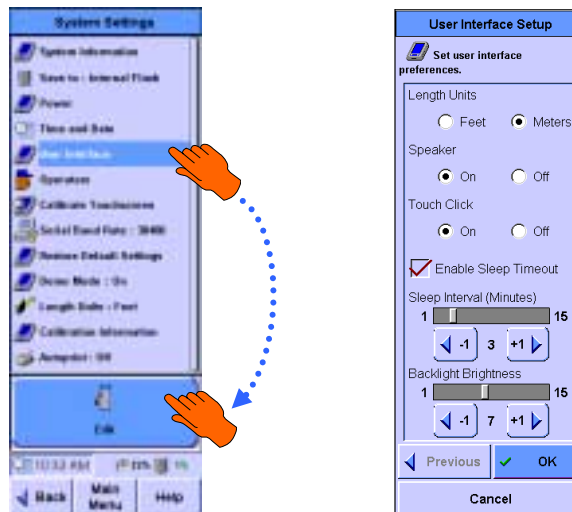 System Settings
System Information
Save to : Internal Flash
Power
Time and Date
User Interface
Operators
Calibrate Touchscreen
Serial Baud Rate : 38400
Restore Default Settings
Demo Mode : On
Length Units : Feet
Calibration Information
Autoprint : Off
Edit
10:32 AM
Back
Main
Menu
Help
User Interface Setup
Set user interface
preferences.
Length Units
Feet
Meters
Speaker
On
Off
Touch Click
On
Off
Enable Sleep Timeout
Sleep Interval (Minutes)
1 15
-1 3 +1
Backlight Brightness
1 15
-1 7 +1
Previous
OK
Cancel